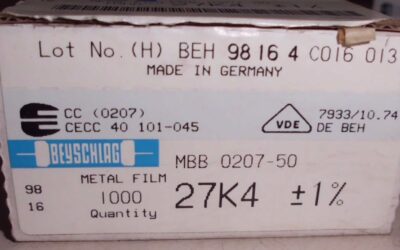 Lot No.(H) BEH 98 16 4 C016 013
MADE IN GERMANY
CC (0207)
CECC 40 101-045
VDE
7933/10.74
DE BEH
BEYSCHLAG
MBB 0207-50
METAL FILM
98
16
1000
Quantity
27K4 ±1%